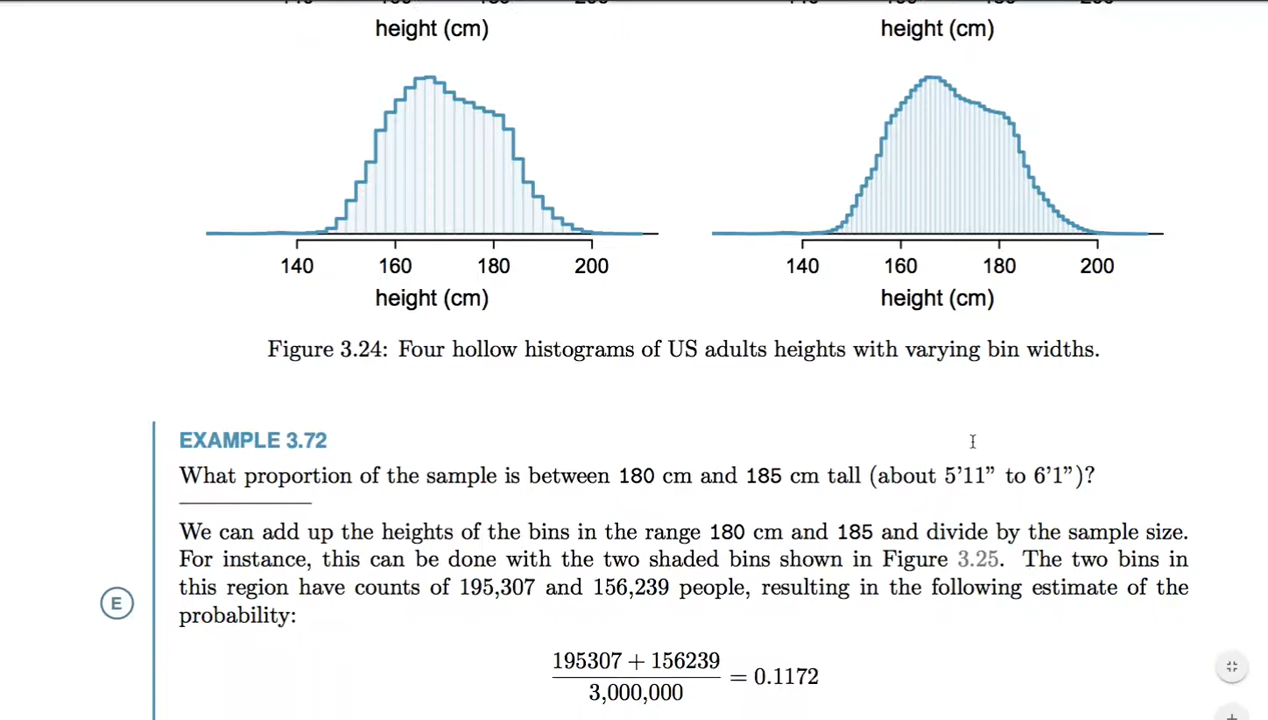 height (cm)
height (cm)
140 160 180 200
140 160 180 200
height (cm)
height (cm)
Figure 3.24: Four hollow histograms of US adults heights with varying bin widths.
EXAMPLE 3.72
What proportion of the sample is between 180 cm and 185 cm tall (about 5’11” to 6’1”)?
We can add up the heights of the bins in the range 180 cm and 185 and divide by the sample size.
For instance, this can be done with the two shaded bins shown in Figure 3.25. The two bins in
this region have counts of 195,307 and 156,239 people, resulting in the following estimate of the
E
probability:
195307 + 156239
3,000,000
= 0.1172